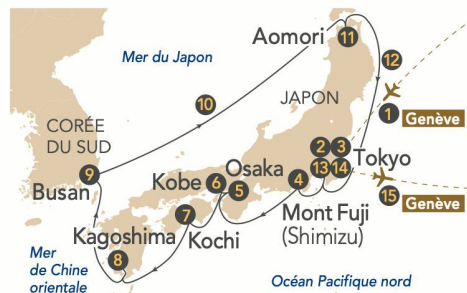 Mer du Japon
Aomori
11
12
10
JAPON
1
Genève
CORÉE
DU SUD
2
3
9
Osaka
13
14
Tokyo
Busan
Kobe
6
5
4
15
Genève
7
Mont Fuji
(Shimizu)
Kagoshima
Kochi
8
Mer
de Chine
orientale
Océan Pacifique nord